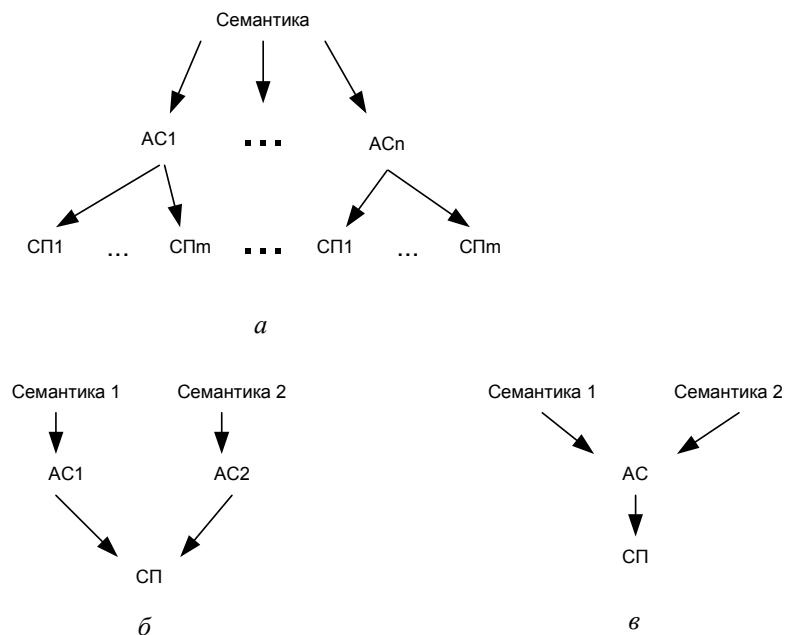 Семантика
АС1 ... АСn
СП1 ... СПm ... СП1 ... СПm
а
Семантика 1 Семантика 2 Семантика 1 Семантика 2
АС1 АС2 АС
СП СП
б в